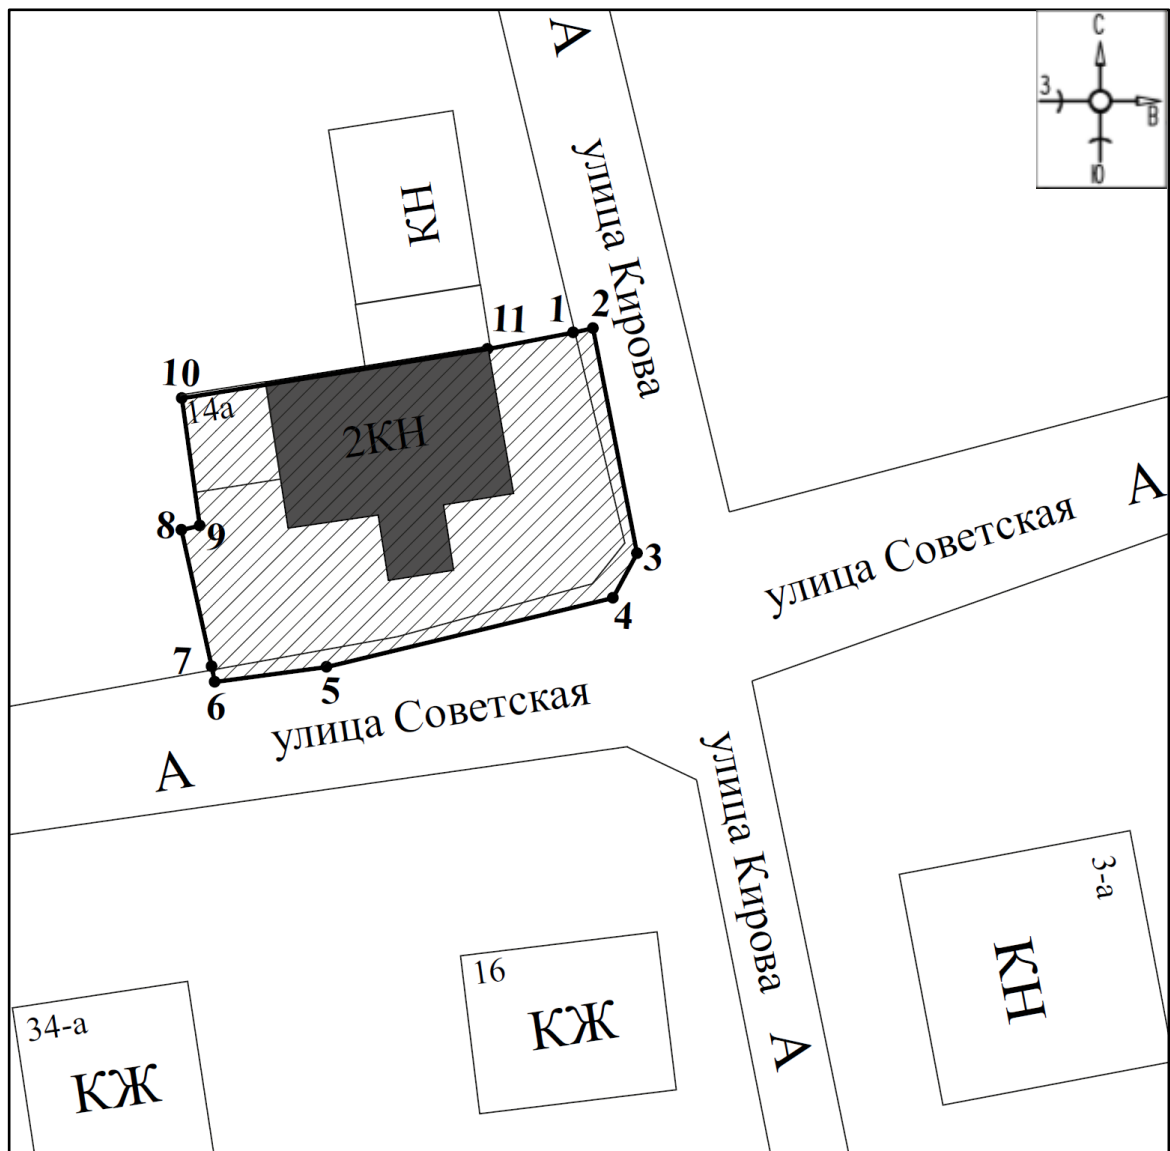 А
С
З
В
Ю
КН
улица Кирова
1
2
11
10
14а
2КН
А
улица Советская
8
9
3
4
7
6
5
улица Советская
А
улица Кирова
3-а
КН
16
КЖ
34-а
КЖ
А